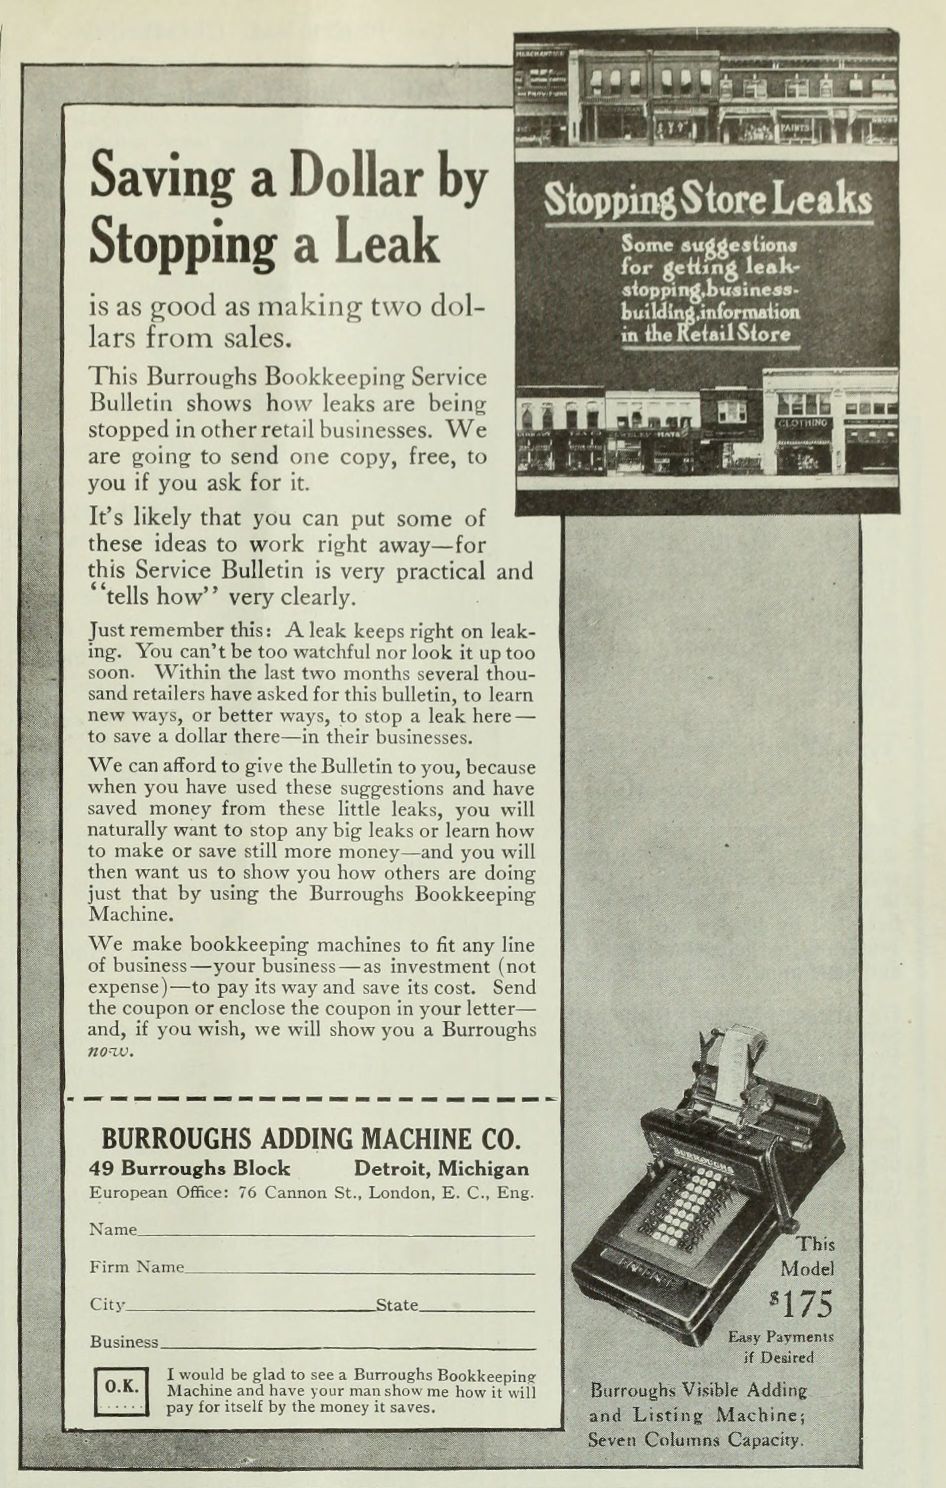 Saving a Dollar by
Stopping a Leak
is as good as making two dol-
lars from sales.
This Burroughs Bookkeeping Service
Bulletin shows how leaks are being
stopped in other retail businesses. We
are going to send one copy, free, to
you if you ask for it.
It's likely that you can put some of
these ideas to work right away—for
this Service Bulletin is very practical and
"tells how" very clearly.
Just remember this: A leak keeps right on leak-
ing. You can't be too watchful nor look it up too
soon. Within the last two months several thou-
sand retailers have asked for this bulletin, to learn
new ways, or better ways, to stop a leak here—
to save a dollar there—in their businesses.
We can afford to give the Bulletin to you, because
when you have used these suggestions and have
saved money from these little leaks, you will
naturally want to stop any big leaks or learn how
to make or save still more money—and you will
then want us to show you how others are doing
just that by using the Burroughs Bookkeeping
Machine.
We make bookkeeping machines to fit any line
of business—your business—as investment (not
expense)—to pay its way and save its cost. Send
the coupon or enclose the coupon in your letter—
and, if you wish, we will show you a Burroughs
now.
MERCHANDISE
PAINTS
DRUGS
Stopping Store Leaks
Some suggestions
for getting leak-
stopping, business-
building, information
in the Retail Store
JEWELRY HATS
CLOTHING
BURROUGHS ADDING MACHINE CO.
49 Burroughs Block Detroit, Michigan
European Office: 76 Cannon St., London, E. C., Eng.
Name
Firm Name
City State
Business
O.K.
I would be glad to see a Burroughs Bookkeeping
Machine and have your man show me how it will
pay for itself by the money it saves.
BURROUGHS
This
Model
$175
Easy Payments
if Desired
Burroughs Visible Adding
and Listing Machine;
Seven Columns Capacity.